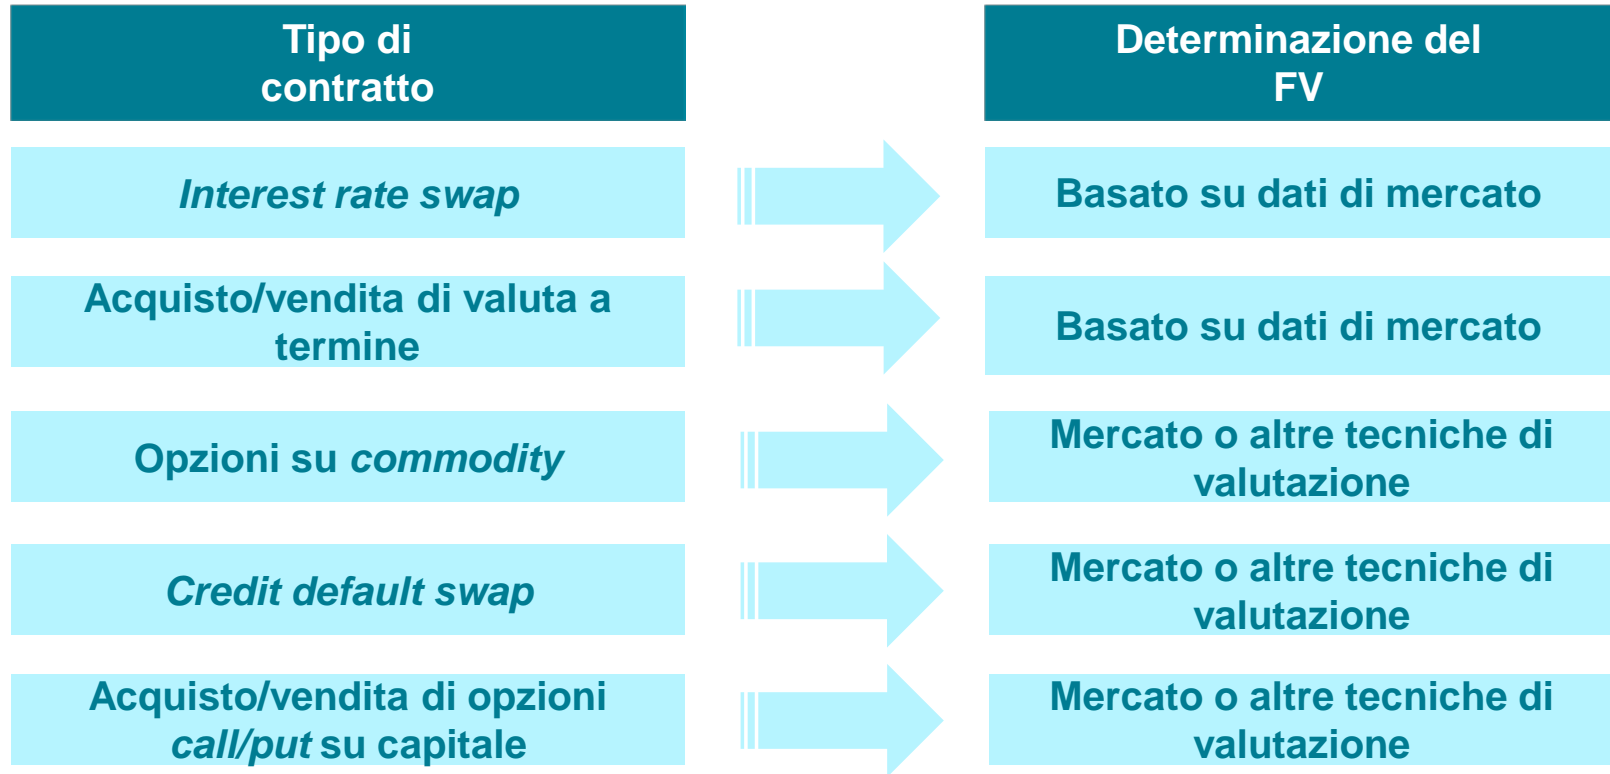 Tipo di
contratto
Determinazione del
FV
Interest rate swap
Basato su dati di mercato
Acquisto/vendita di valuta a
termine
Basato su dati di mercato
Opzioni su commodity
Mercato o altre tecniche di
valutazione
Credit default swap
Mercato o altre tecniche di
valutazione
Acquisto/vendita di opzioni
call/put su capitale
Mercato o altre tecniche di
valutazione